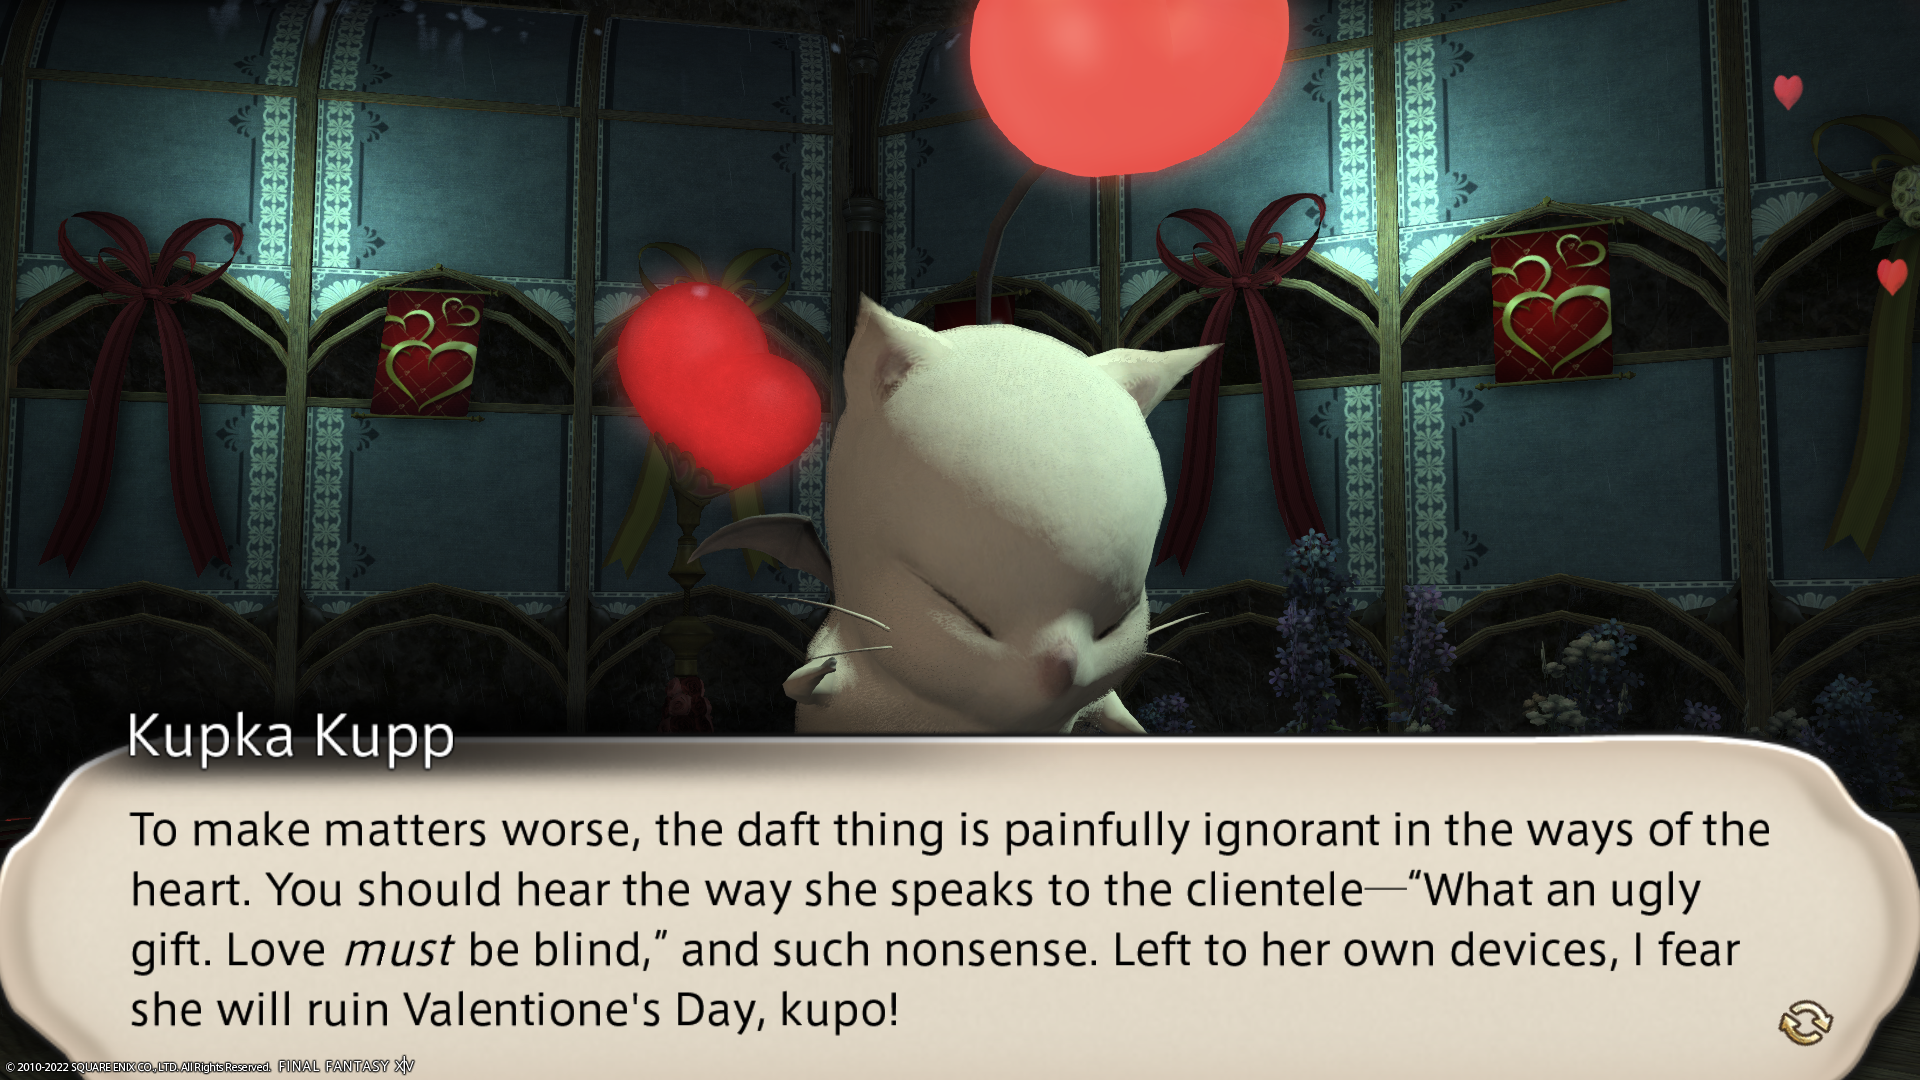 Kupka Kupp
To make matters worse, the daft thing is painfully ignorant in the ways of the
heart. You should hear the way she speaks to the clientele—“What an ugly
gift. Love must be blind,” and such nonsense. Left to her own devices, I fear
she will ruin Valentione's Day, kupo!
© 2010-2022 SQUARE ENIX CO., LTD. All Rights Reserved. FINAL FANTASY XIV